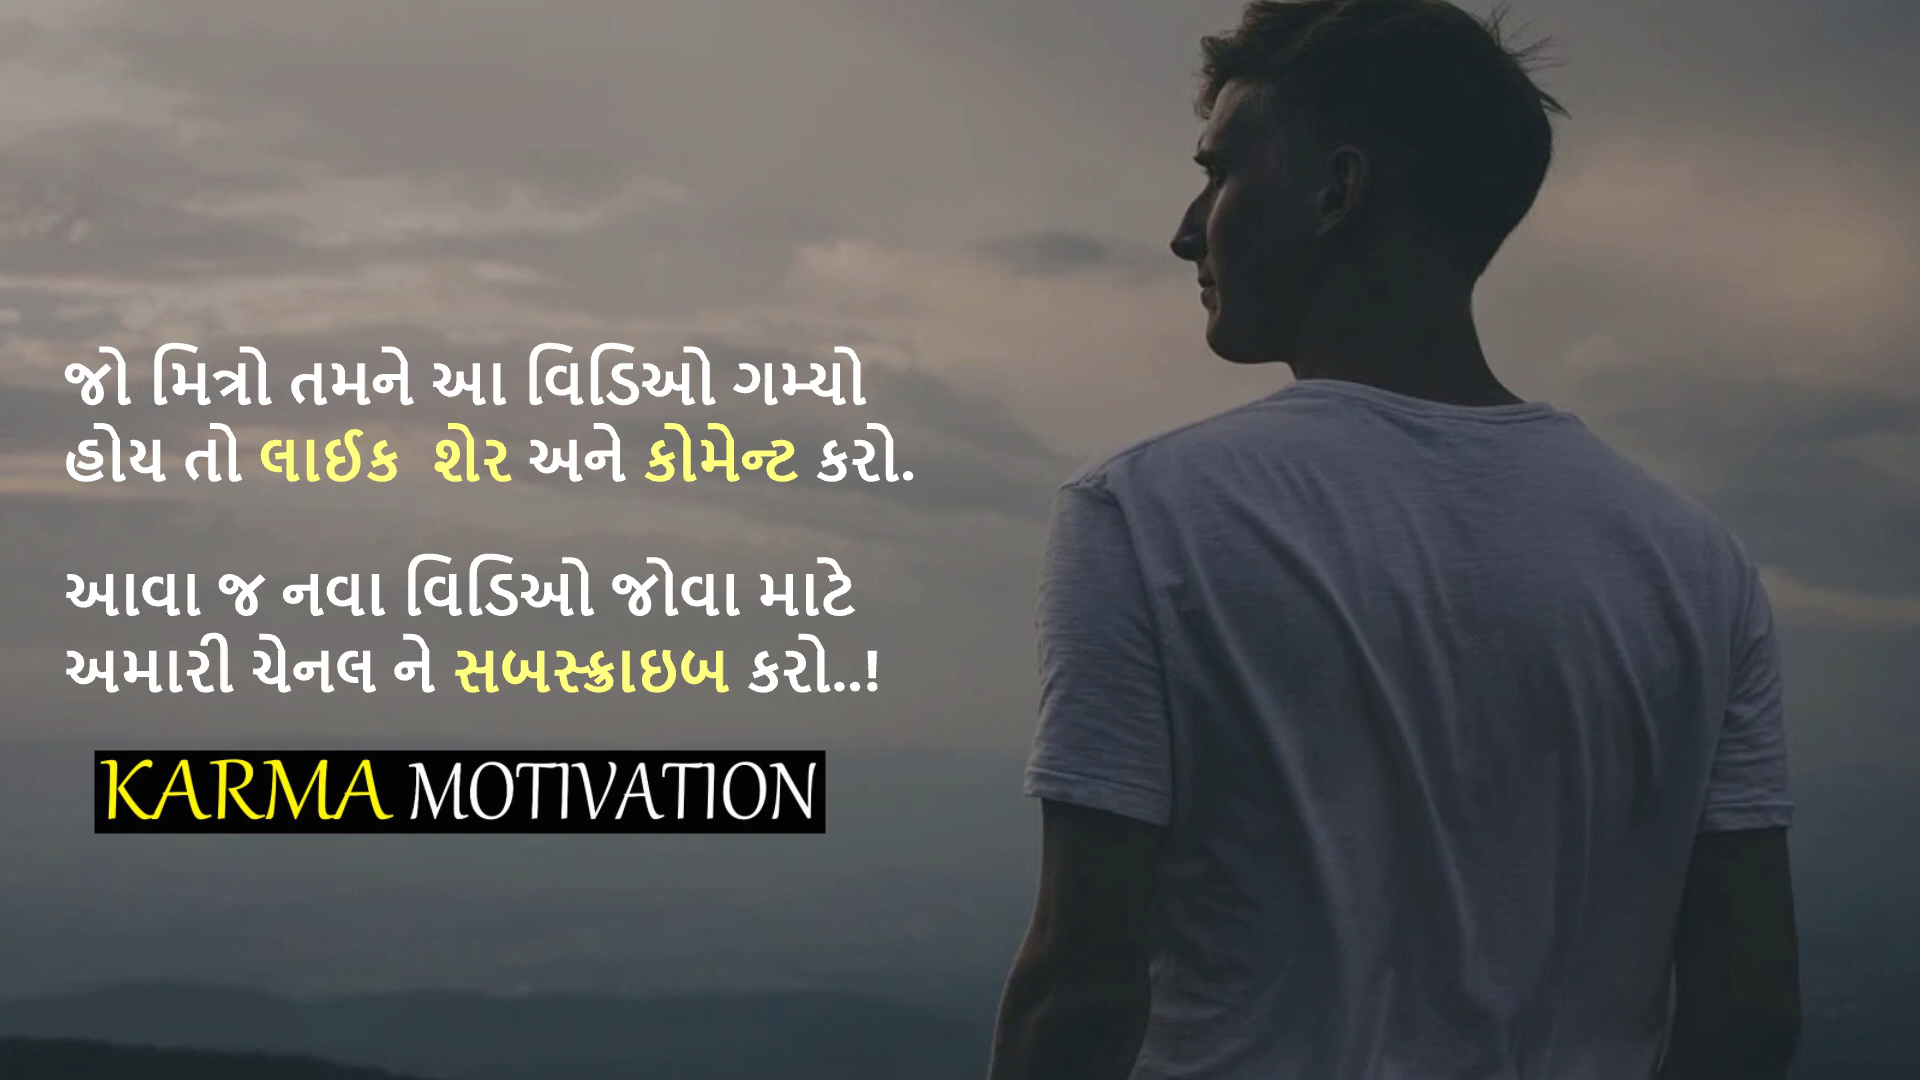 જો મિત્રો તમને આ વિડિઓ ગમ્યો
હોય તો લાઈક  શેર અને કોમેન્ટ કરો.
આવા જ નવા વિડિઓ જોવા માટે
અમારી ચેનલ ને સબસ્ક્રાઇબ કરો..!
KARMA MOTIVATION